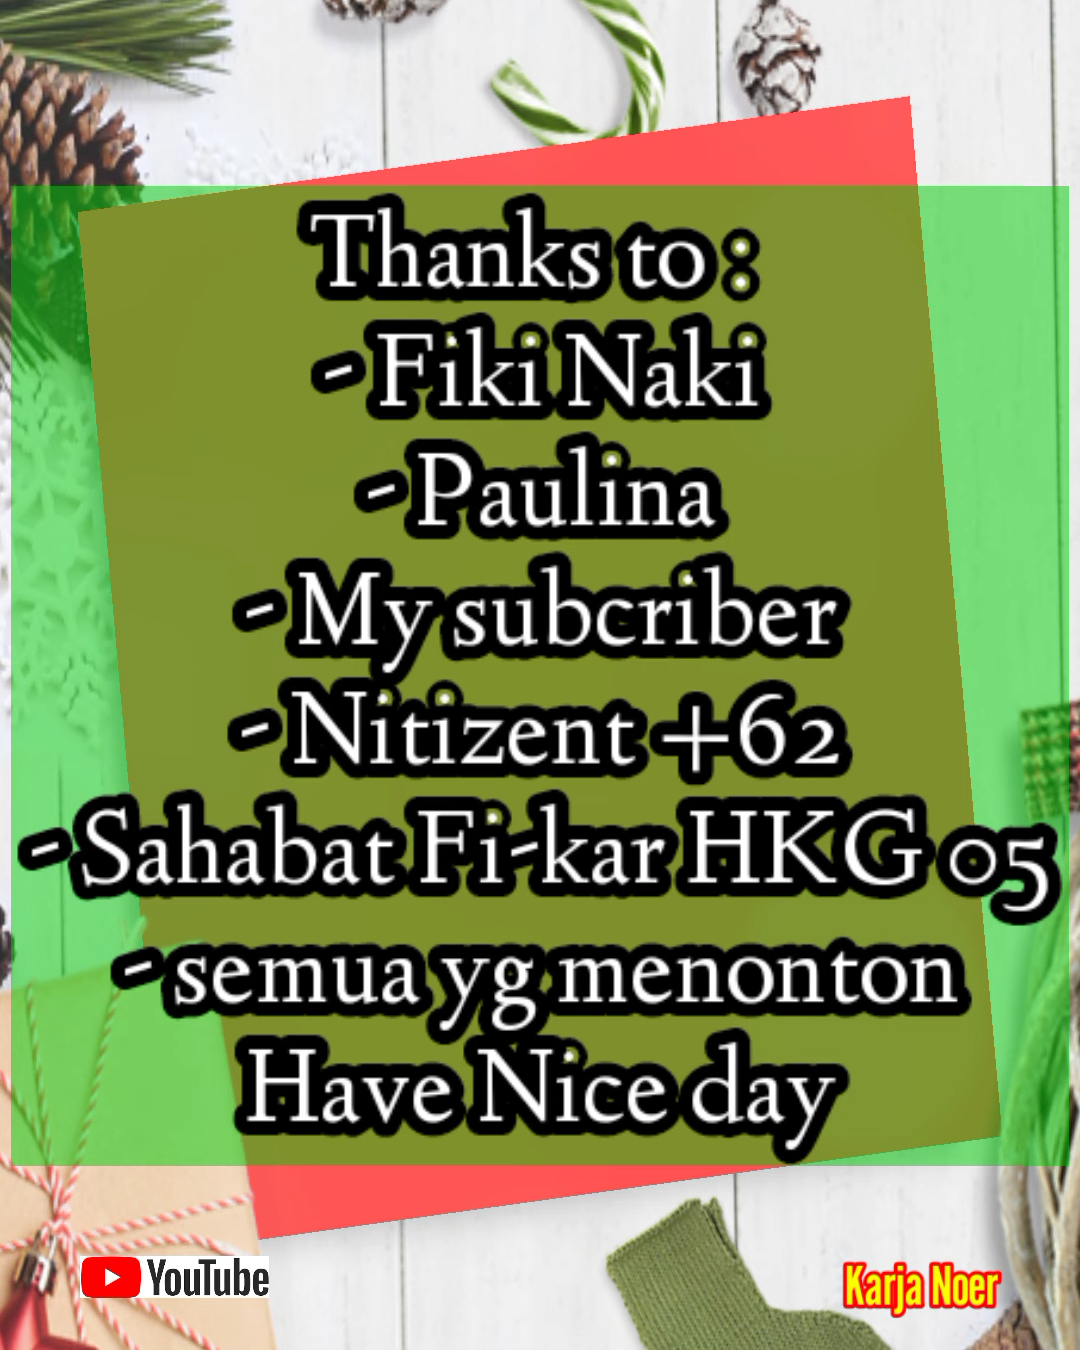 Thanks to :
- Fiki Naki
- Paulina
- My subcriber
- Nitizent +62
- Sahabat Fi-kar HKG 05
- semua yg menonton
Have Nice day
YouTube
Karja Noer